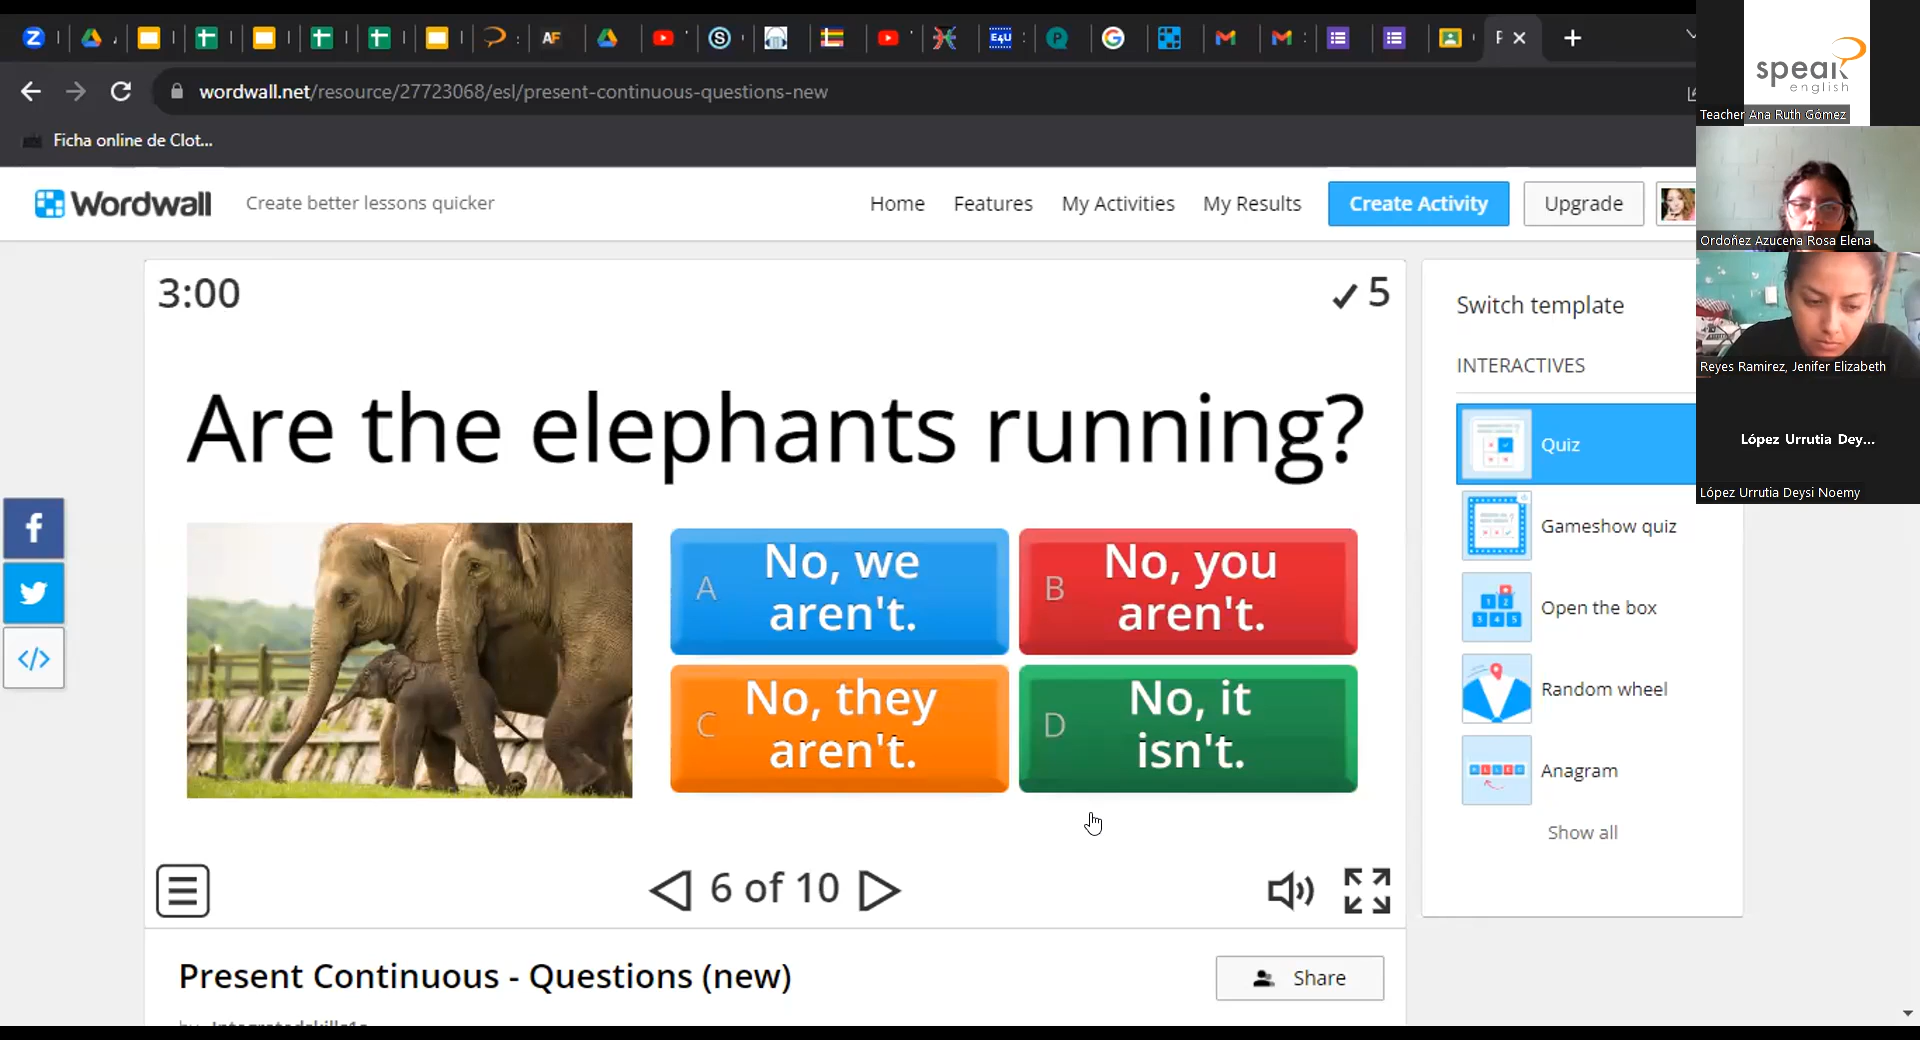 AF
E4U
wordwall.net/resource/27723068/esl/present-continuous-questions-new
Ficha online de Clot...
Wordwall
Create better lessons quicker
Home
Features
My Activities
My Results
Create Activity
Upgrade
3:00
✓ 5
Are the elephants running?
A No, we
aren't.
B No, you
aren't.
C No, they
aren't.
D No, it
isn't.
6 of 10
Present Continuous - Questions (new)
Share
Switch template
INTERACTIVES
Quiz
Gameshow quiz
Open the box
Random wheel
Anagram
Show all
speak
english
Teacher Ana Ruth Gómez
Ordoñez Azucena Rosa Elena
Reyes Ramirez, Jenifer Elizabeth
López Urrutia Dey...
López Urrutia Deysi Noemy